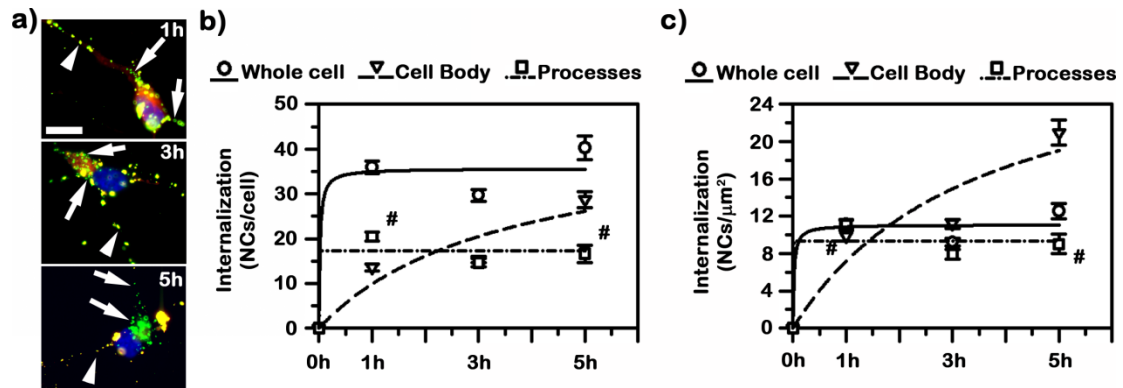 a)
1h
3h
5h
b)
Whole cell Cell Body Processes
Internalization
(NCs/cell)
50
40
30
20
10
0
#
#
0h 1h 3h 5h
c)
Whole cell Cell Body Processes
Internalization
(NCs/μm²)
24
20
16
12
8
4
0
#
#
0h 1h 3h 5h